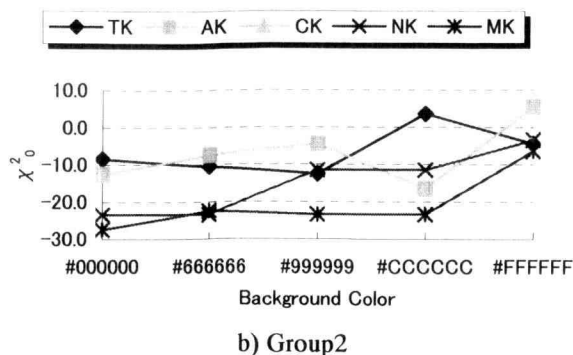 TK AK CK NK MK
10.0
0.0
-10.0
-20.0
-30.0
χ²₀
#000000 #666666 #999999 #CCCCCC #FFFFFF
Background Color
b) Group2